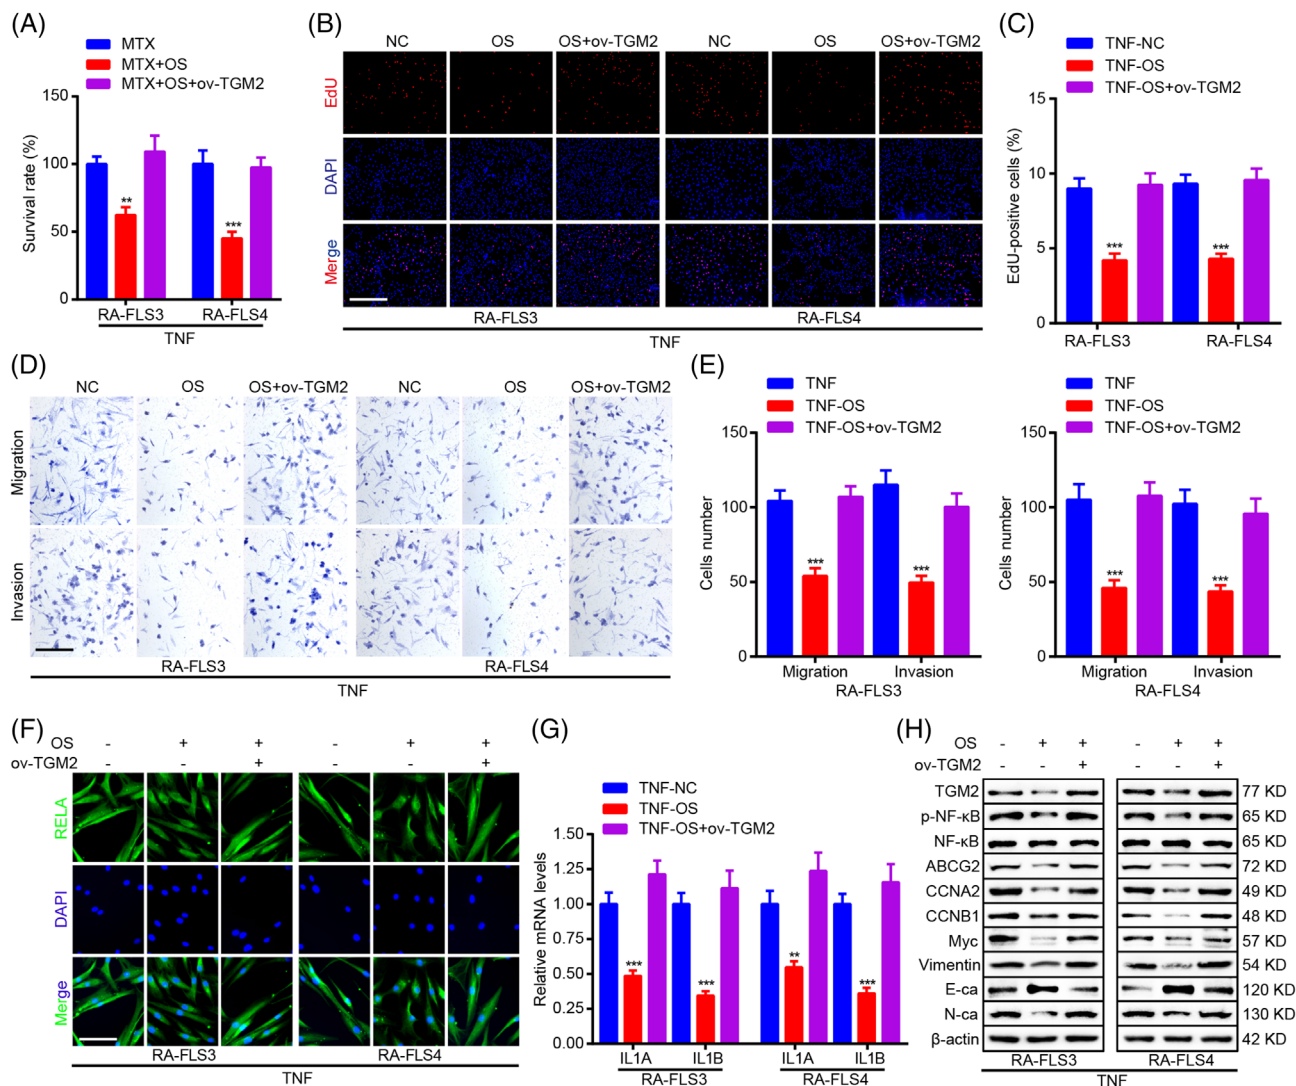 (A)
MTX
MTX+OS
MTX+OS+ov-TGM2
Survival rate (%)
150
100
50
0
** ***
RA-FLS3 RA-FLS4
TNF
(B)
NC OS OS+ov-TGM2 NC OS OS+ov-TGM2
EdU
DAPI
Merge
RA-FLS3 RA-FLS4
TNF
(C)
TNF-NC
TNF-OS
TNF-OS+ov-TGM2
EdU-positive cells (%)
15
10
5
0
*** ***
RA-FLS3 RA-FLS4
(D)
NC OS OS+ov-TGM2 NC OS OS+ov-TGM2
Migration
Invasion
RA-FLS3 RA-FLS4
TNF
(E)
TNF
TNF-OS
TNF-OS+ov-TGM2
Cells number
150
100
50
0
*** ***
Migration Invasion
RA-FLS3
TNF
TNF-OS
TNF-OS+ov-TGM2
Cells number
150
100
50
0
*** ***
Migration Invasion
RA-FLS4
(F)
OS - + + - + +
ov-TGM2 - - + - - +
RELA
DAPI
Merge
RA-FLS3 RA-FLS4
TNF
(G)
TNF-NC
TNF-OS
TNF-OS+ov-TGM2
Relative mRNA levels
1.50
1.25
1.00
0.75
0.50
0.25
0.00
*** *** ** ***
IL1A IL1B IL1A IL1B
RA-FLS3 RA-FLS4
(H)
OS - + + - + +
ov-TGM2 - - + - - +
TGM2 77 KD
p-NF-κB 65 KD
NF-κB 65 KD
ABCG2 72 KD
CCNA2 49 KD
CCNB1 48 KD
Myc 57 KD
Vimentin 54 KD
E-ca 120 KD
N-ca 130 KD
β-actin 42 KD
RA-FLS3 RA-FLS4
TNF